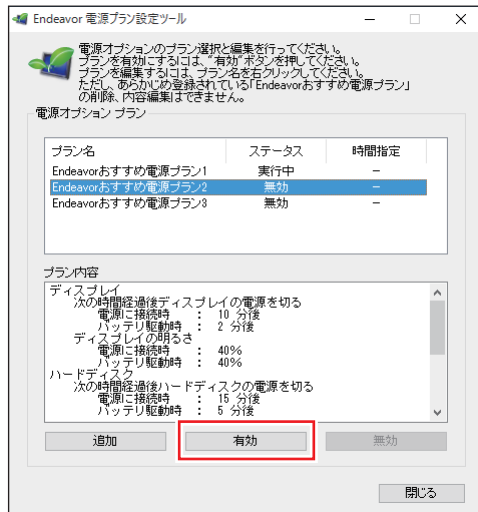 Endeavor 電源プラン設定ツール
電源オプションのプラン選択と編集を行ってください。
プランを有効にするには、"有効"ボタンを押してください。
プランを編集するには、プラン名を右クリックしてください。
ただし、あらかじめ登録されている「Endeavorおすすめ電源プラン」
の削除、内容編集はできません。
電源オプション プラン
プラン名 ステータス 時間指定
Endeavorおすすめ電源プラン1 実行中 −
Endeavorおすすめ電源プラン2 無効 −
Endeavorおすすめ電源プラン3 無効 −
プラン内容
ディスプレイ
次の時間経過後ディスプレイの電源を切る
電源に接続時 : 10 分後
バッテリ駆動時 : 2 分後
ディスプレイの明るさ
電源に接続時 : 40%
バッテリ駆動時 : 40%
ハードディスク
次の時間経過後ハードディスクの電源を切る
電源に接続時 : 15 分後
バッテリ駆動時 : 5 分後
追加 有効 無効
閉じる